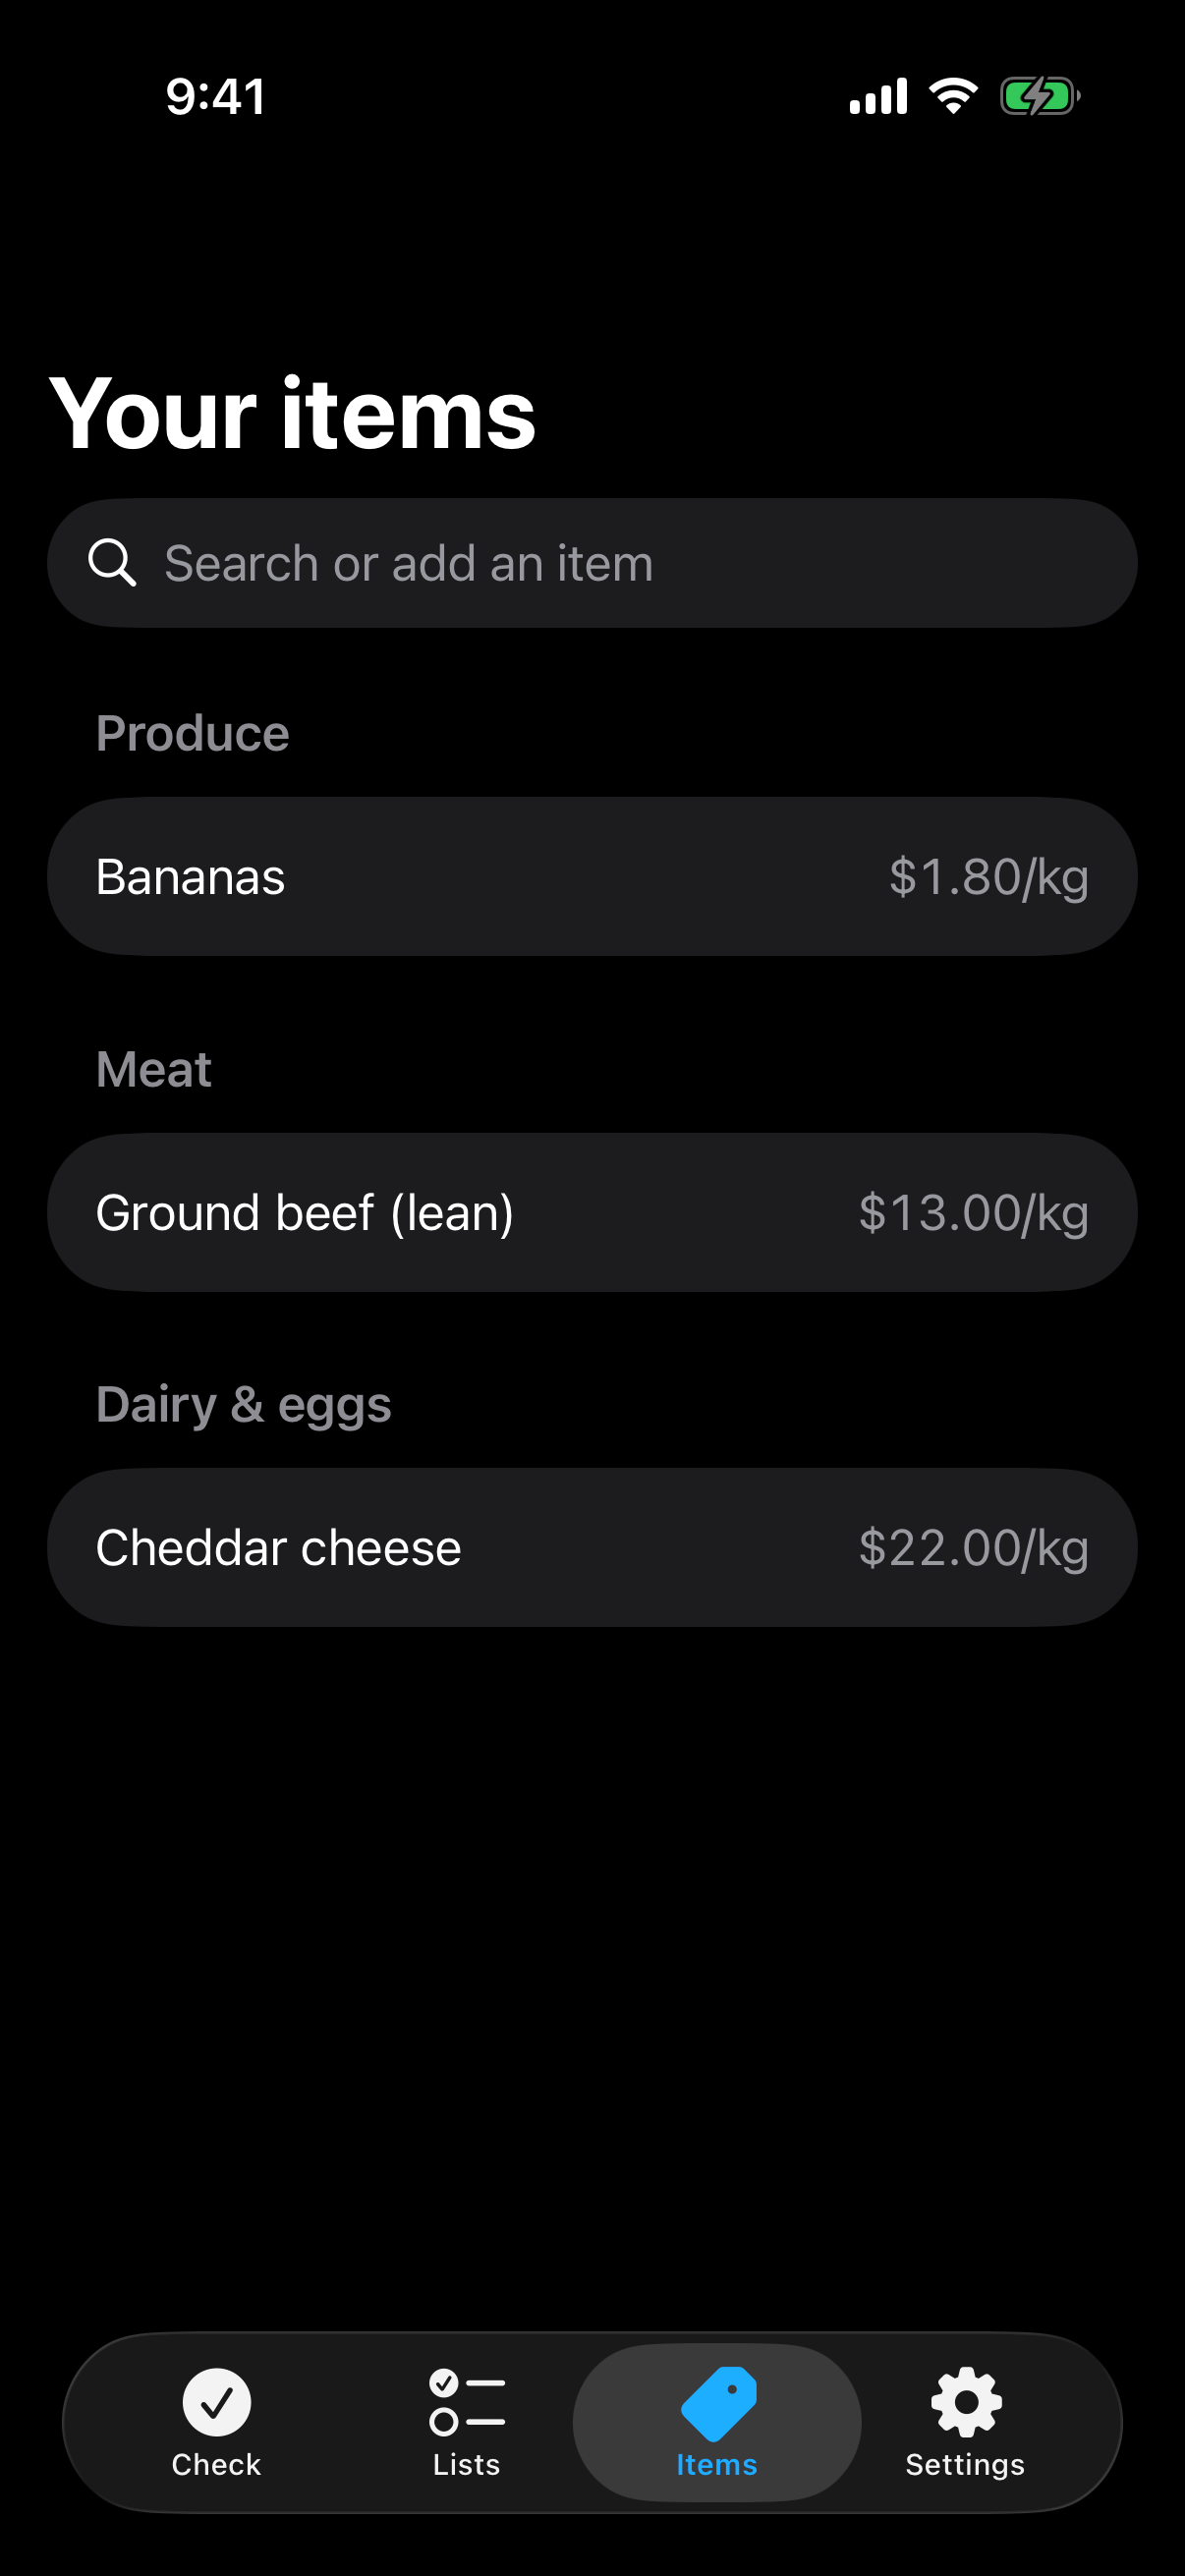 9:41
Your items
Search or add an item
Produce
Bananas $1.80/kg
Meat
Ground beef (lean) $13.00/kg
Dairy & eggs
Cheddar cheese $22.00/kg
Check Lists Items Settings